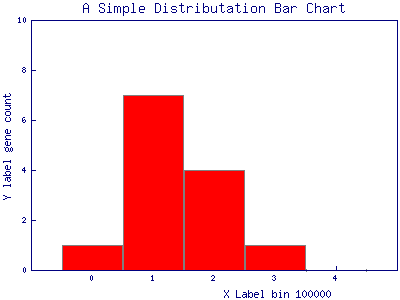 A Simple Distributation Bar Chart
10
8
6
4
2
0
Y label gene count
0 1 2 3 4
X Label bin 100000